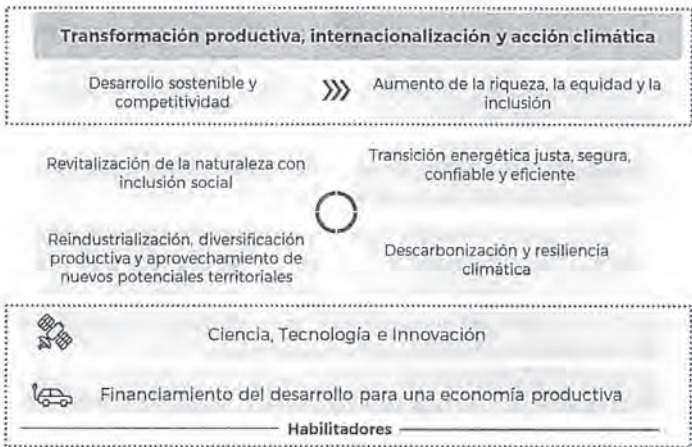 Transformación productiva, internacionalización y acción climática
Desarrollo sostenible y
competitividad
Aumento de la riqueza, la equidad y la
inclusión
Revitalización de la naturaleza con
inclusión social
Transición energética justa, segura,
confiable y eficiente
Reindustrialización, diversificación
productiva y aprovechamiento de
nuevos potenciales territoriales
Descarbonización y resiliencia
climática
Ciencia, Tecnología e Innovación
Financiamiento del desarrollo para una economía productiva
Habilitadores